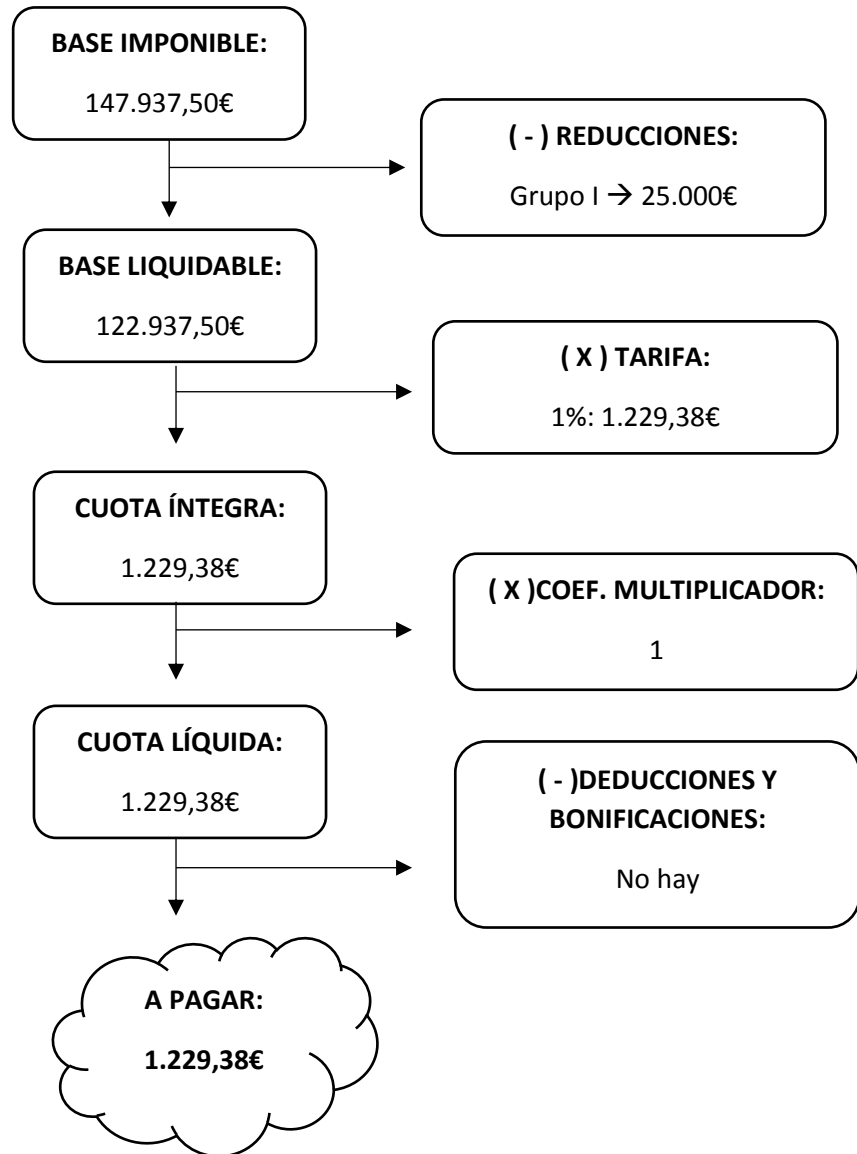 BASE IMPONIBLE:
147.937,50€
( - ) REDUCCIONES:
Grupo I → 25.000€
BASE LIQUIDABLE:
122.937,50€
( X ) TARIFA:
1%: 1.229,38€
CUOTA ÍNTEGRA:
1.229,38€
( X )COEF. MULTIPLICADOR:
1
CUOTA LÍQUIDA:
1.229,38€
( - )DEDUCCIONES Y
BONIFICACIONES:
No hay
A PAGAR:
1.229,38€